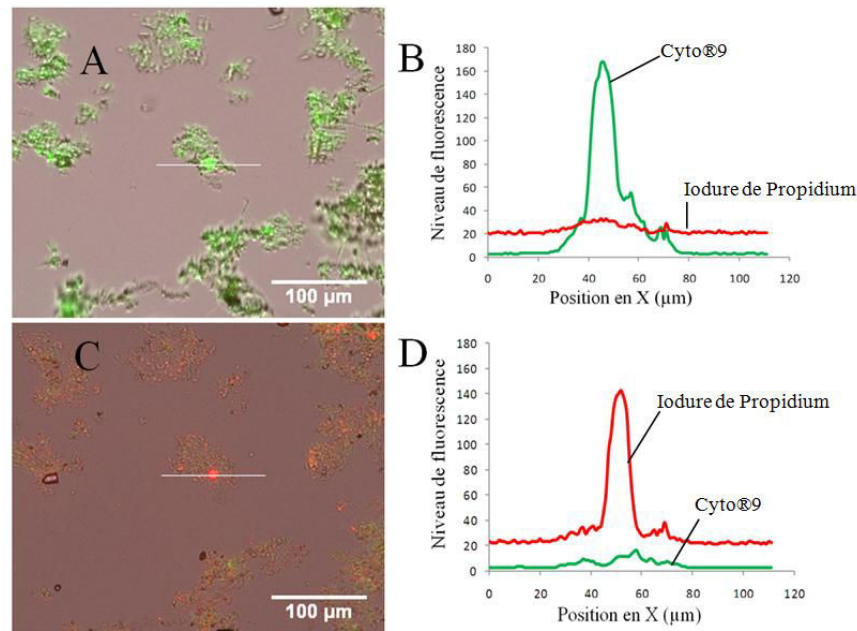 A
100 µm
B
Niveau de fluorescence
180
160
140
120
100
80
60
40
20
0
Cyto®9
Iodure de Propidium
0 20 40 60 80 100 120
Position en X (µm)
C
100 µm
D
Niveau de fluorescence
180
160
140
120
100
80
60
40
20
0
Iodure de Propidium
Cyto®9
0 20 40 60 80 100 120
Position en X (µm)